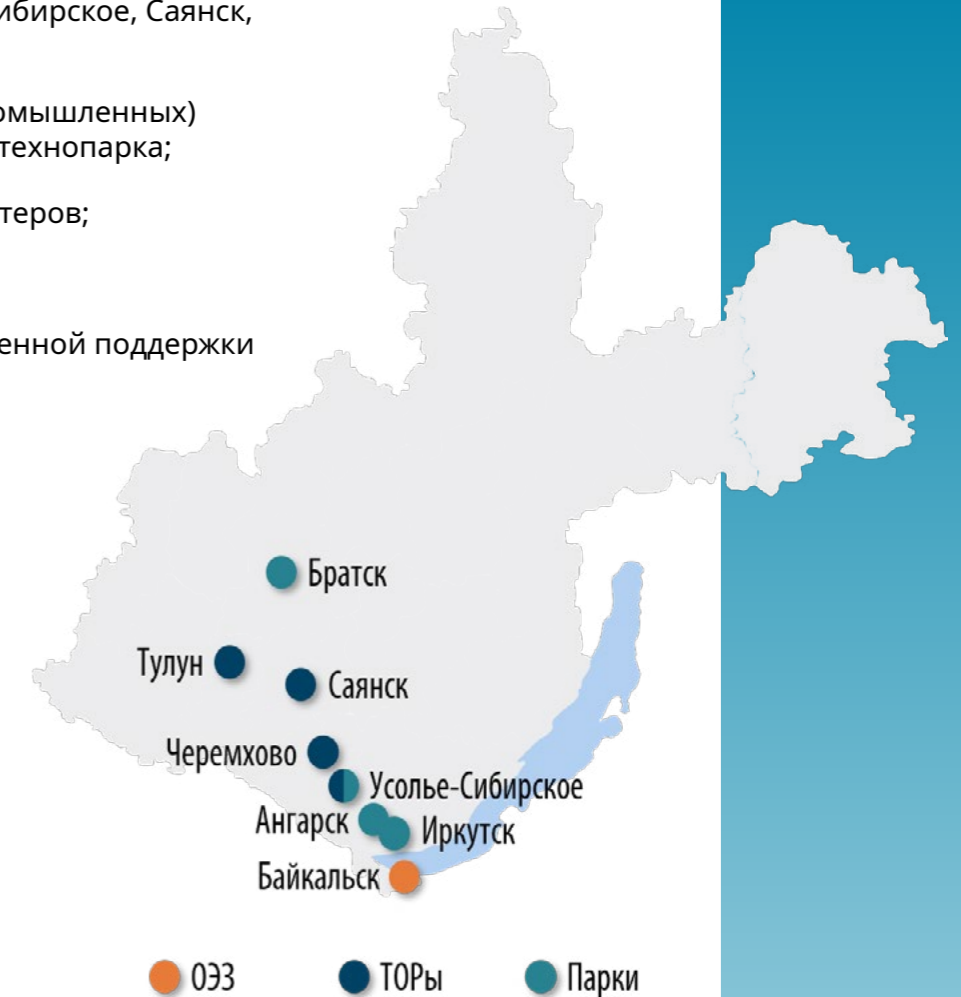 ибирское, Саянск,
омышленных)
технопарка;
теров;
енной поддержки
Братск
Тулун
Саянск
Черемхово
Усолье-Сибирское
Ангарск
Иркутск
Байкальск
ОЭЗ ТОРы Парки